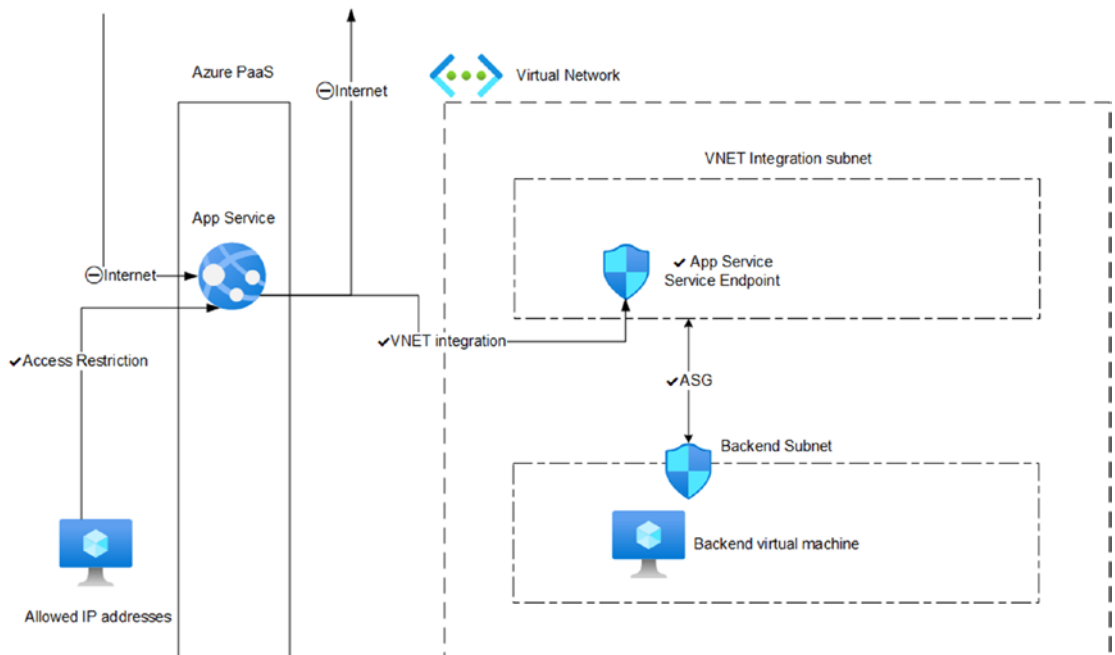 Azure PaaS
Internet
Virtual Network
VNET Integration subnet
App Service
Internet
✔ App Service
Service Endpoint
✔VNET integration
✔Access Restriction
✔ASG
Backend Subnet
Backend virtual machine
Allowed IP addresses